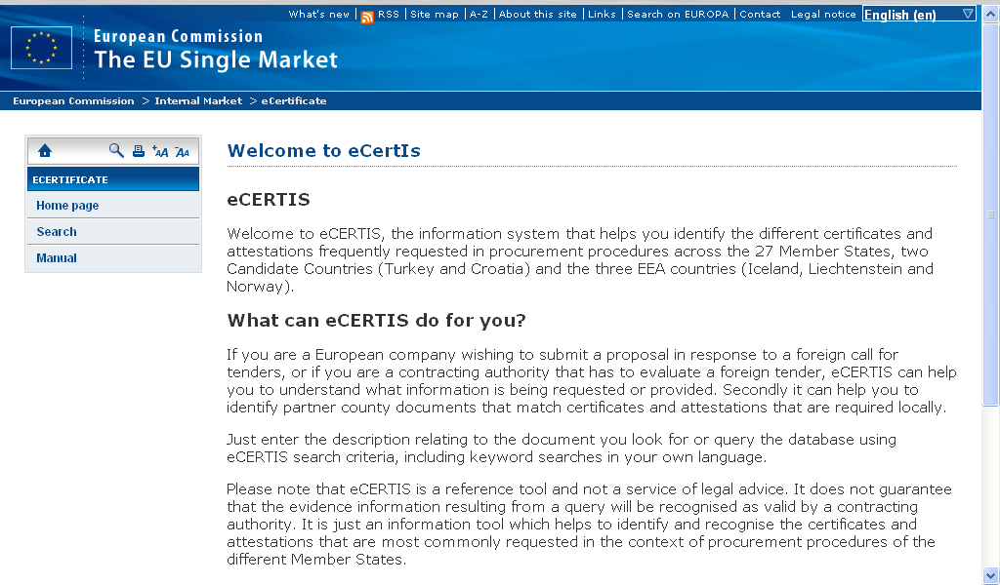 What's new | RSS | Site map | A-Z | About this site | Links | Search on EUROPA | Contact Legal notice English (en)
European Commission
The EU Single Market
European Commission > Internal Market > eCertificate
AA AA
ECERTIFICATE
Home page
Search
Manual
Welcome to eCertIs
eCERTIS
Welcome to eCERTIS, the information system that helps you identify the different certificates and
attestations frequently requested in procurement procedures across the 27 Member States, two
Candidate Countries (Turkey and Croatia) and the three EEA countries (Iceland, Liechtenstein and
Norway).
What can eCERTIS do for you?
If you are a European company wishing to submit a proposal in response to a foreign call for
tenders, or if you are a contracting authority that has to evaluate a foreign tender, eCERTIS can help
you to understand what information is being requested or provided. Secondly it can help you to
identify partner county documents that match certificates and attestations that are required locally.
Just enter the description relating to the document you look for or query the database using
eCERTIS search criteria, including keyword searches in your own language.
Please note that eCERTIS is a reference tool and not a service of legal advice. It does not guarantee
that the evidence information resulting from a query will be recognised as valid by a contracting
authority. It is just an information tool which helps to identify and recognise the certificates and
attestations that are most commonly requested in the context of procurement procedures of the
different Member States.